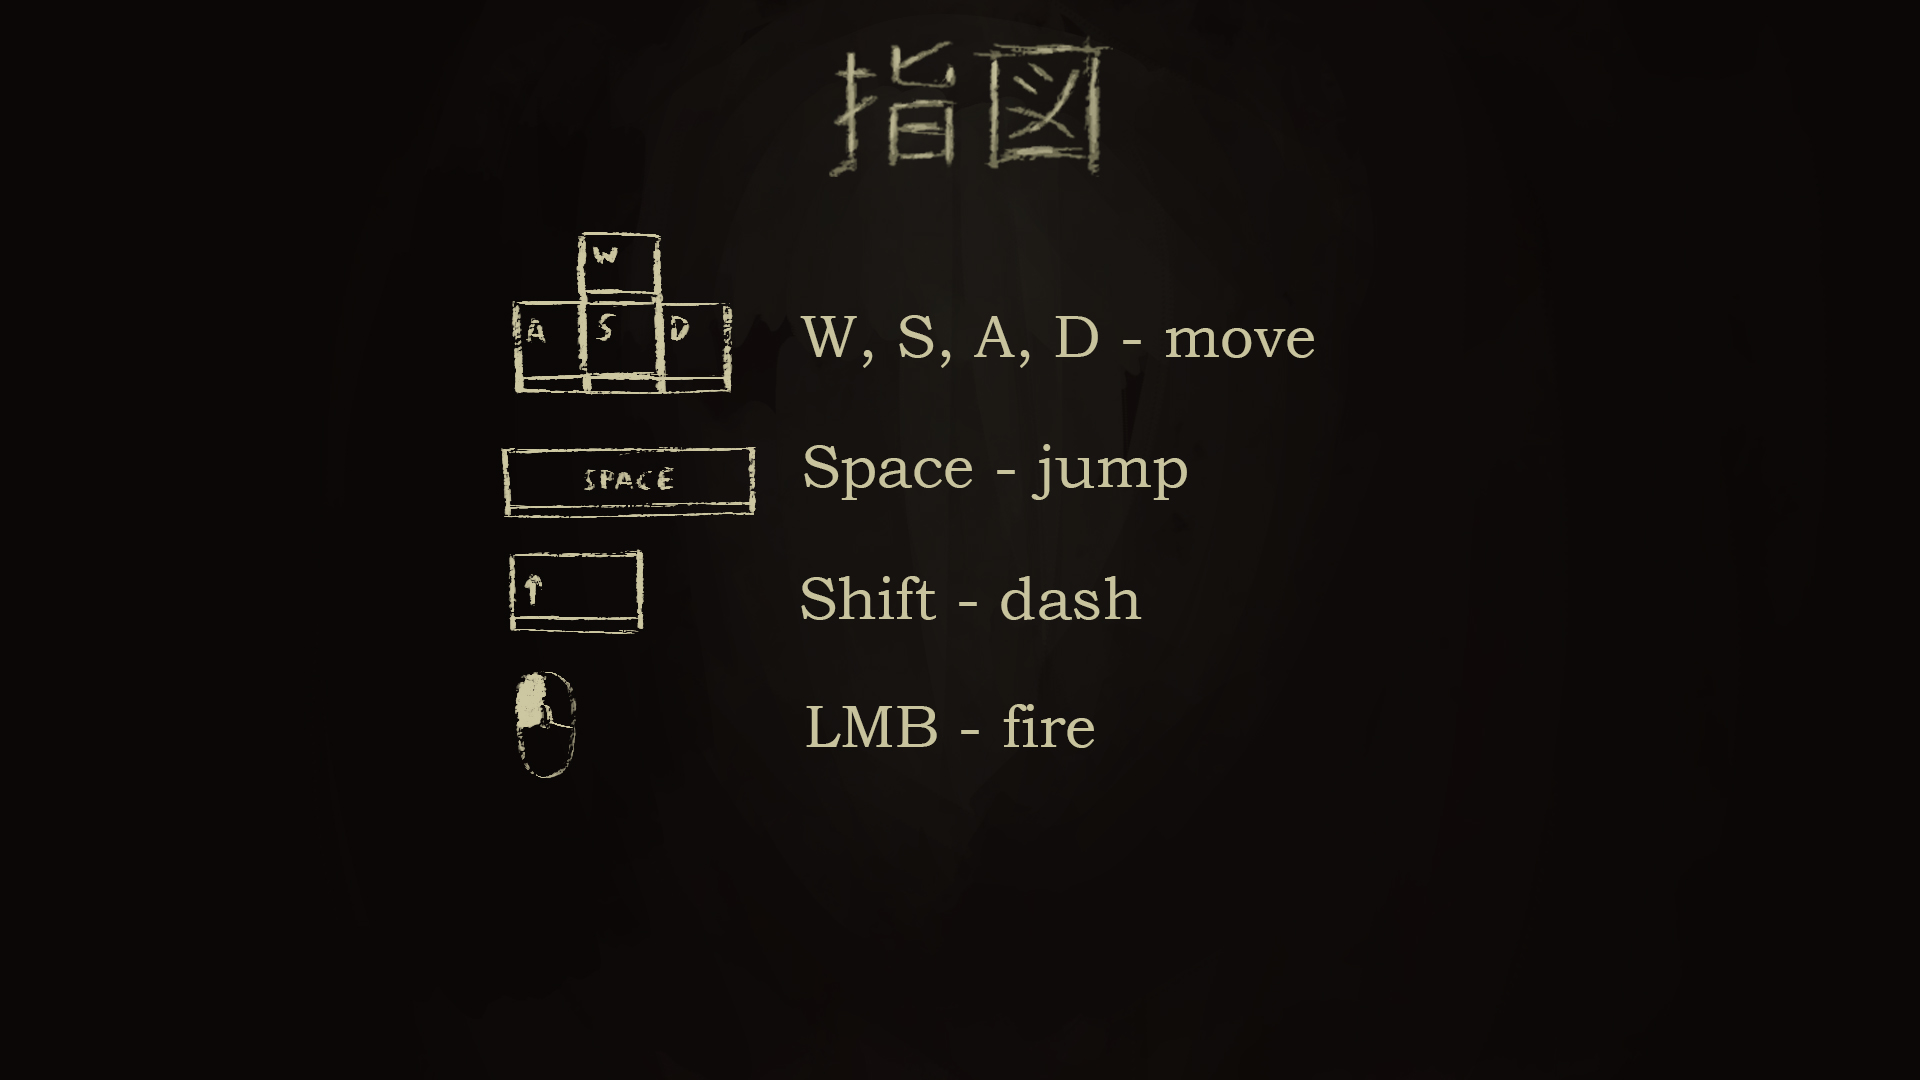 指図
W
A S D
W, S, A, D - move
SPACE
Space - jump
↑
Shift - dash
LMB - fire